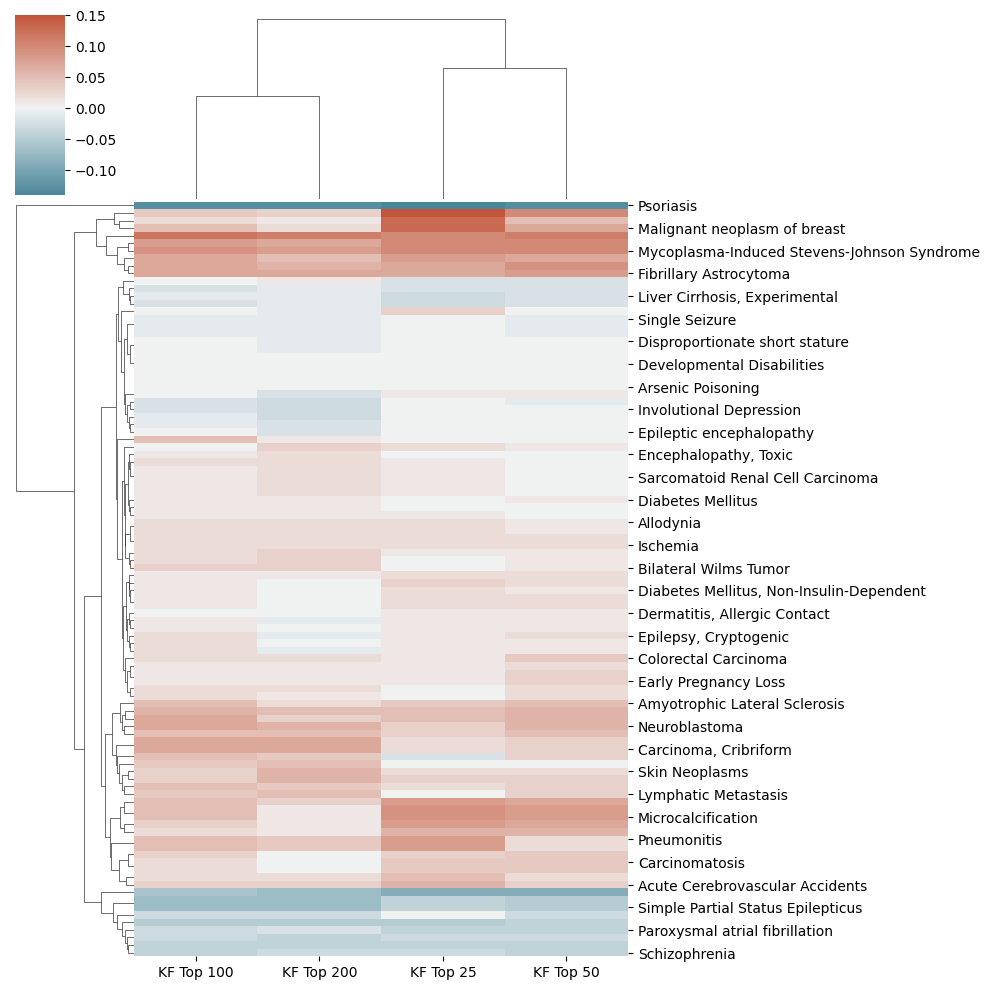 0.15
0.10
0.05
0.00
−0.05
−0.10
Psoriasis
Malignant neoplasm of breast
Mycoplasma-Induced Stevens-Johnson Syndrome
Fibrillary Astrocytoma
Liver Cirrhosis, Experimental
Single Seizure
Disproportionate short stature
Developmental Disabilities
Arsenic Poisoning
Involutional Depression
Epileptic encephalopathy
Encephalopathy, Toxic
Sarcomatoid Renal Cell Carcinoma
Diabetes Mellitus
Allodynia
Ischemia
Bilateral Wilms Tumor
Diabetes Mellitus, Non-Insulin-Dependent
Dermatitis, Allergic Contact
Epilepsy, Cryptogenic
Colorectal Carcinoma
Early Pregnancy Loss
Amyotrophic Lateral Sclerosis
Neuroblastoma
Carcinoma, Cribriform
Skin Neoplasms
Lymphatic Metastasis
Microcalcification
Pneumonitis
Carcinomatosis
Acute Cerebrovascular Accidents
Simple Partial Status Epilepticus
Paroxysmal atrial fibrillation
Schizophrenia
KF Top 100 KF Top 200 KF Top 25 KF Top 50